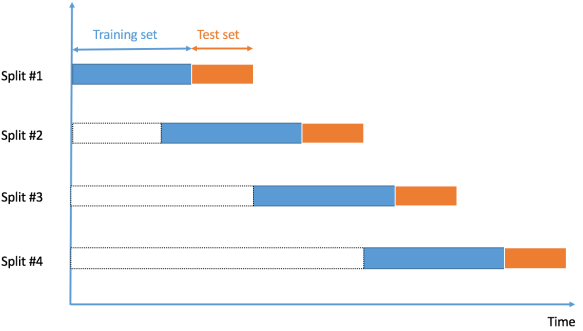 Training set
Test set
Split #1
Split #2
Split #3
Split #4
Time